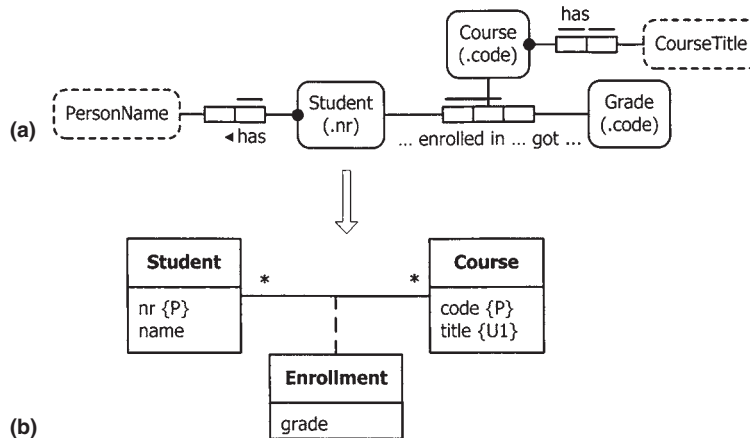 has
Course
(.code)
CourseTitle
PersonName
Student
(.nr)
Grade
(.code)
(a)
◄ has
... enrolled in ... got ...
Student
*
*
Course
nr {P}
name
code {P}
title {U1}
Enrollment
grade
(b)